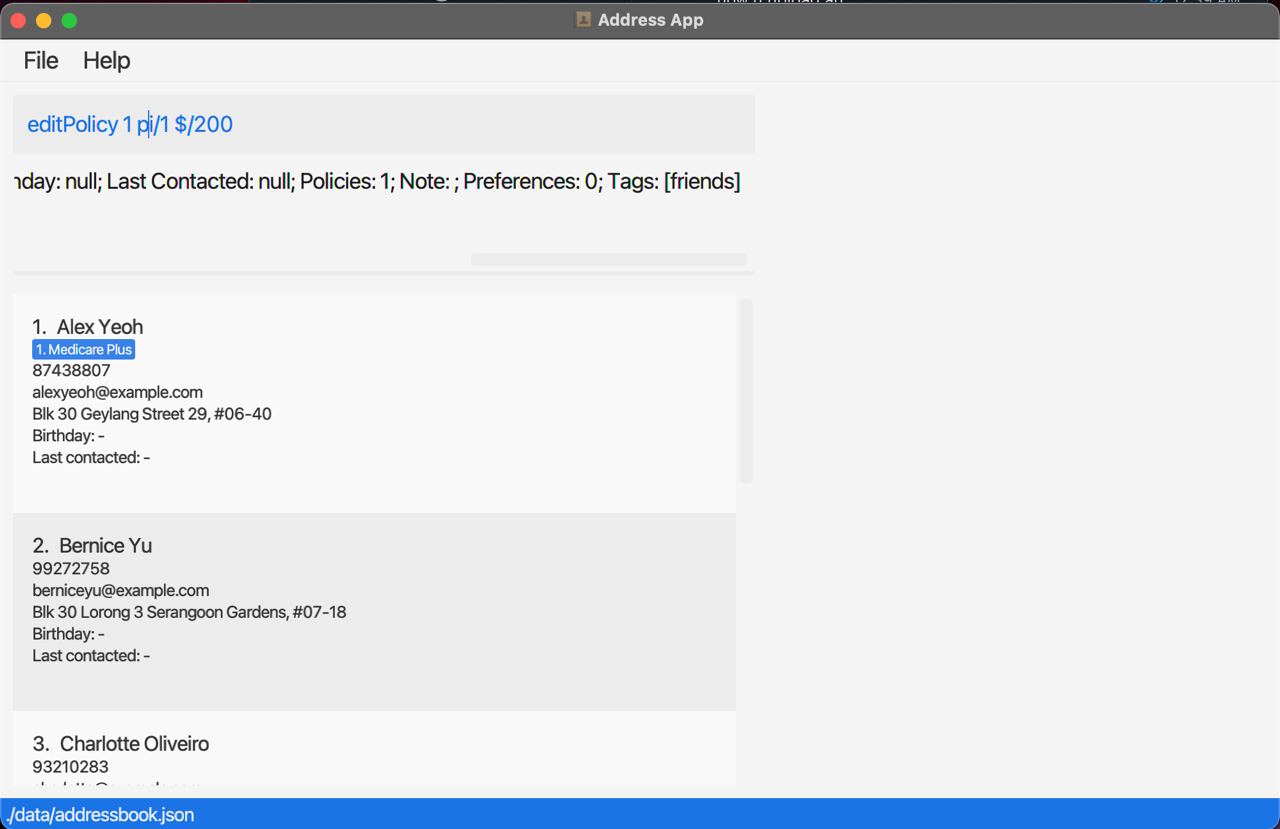 Address App
File Help
editPolicy 1 pi/1 $/200
day: null; Last Contacted: null; Policies: 1; Note: ; Preferences: 0; Tags: [friends]
1. Alex Yeoh
1. Medicare Plus
87438807
alexyeoh@example.com
Blk 30 Geylang Street 29, #06-40
Birthday: -
Last contacted: -
2. Bernice Yu
99272758
berniceyu@example.com
Blk 30 Lorong 3 Serangoon Gardens, #07-18
Birthday: -
Last contacted: -
3. Charlotte Oliveiro
93210283
./data/addressbook.json